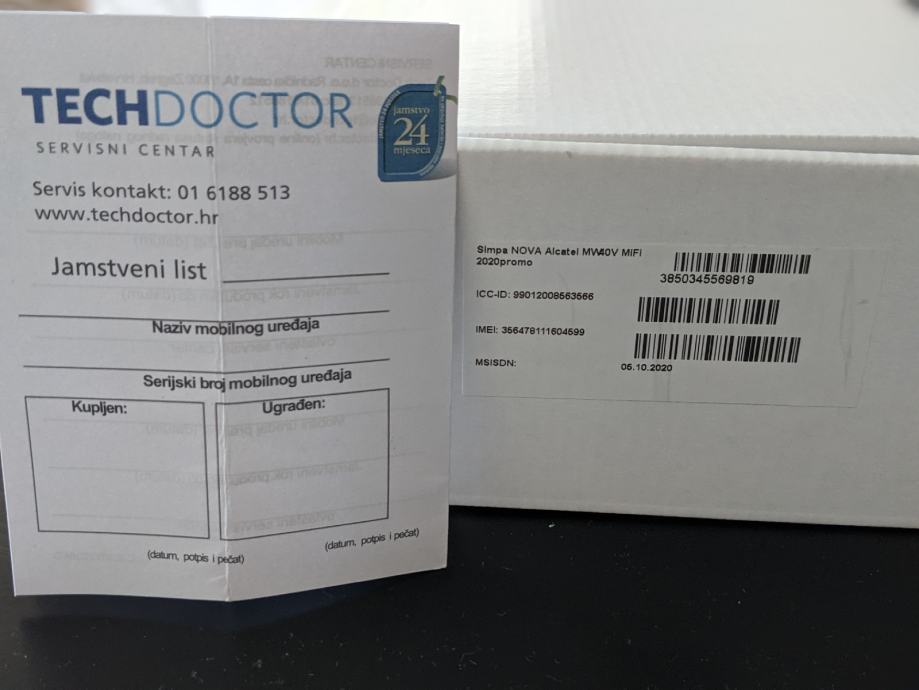 TECHDOCTOR
SERVISNI CENTAR
jamstvo
24
mjeseca
Servis kontakt: 01 6188 513
www.techdoctor.hr
Jamstveni list
Naziv mobilnog uređaja
Serijski broj mobilnog uređaja
Kupljen:
Ugrađen:
(datum, potpis i pečat)
(datum, potpis i pečat)
Simpa NOVA Alcatel MW40V MIFI
2020promo
3850345569819
ICC-ID: 99012008563566
IMEI: 356478111604599
MSISDN:
05.10.2020